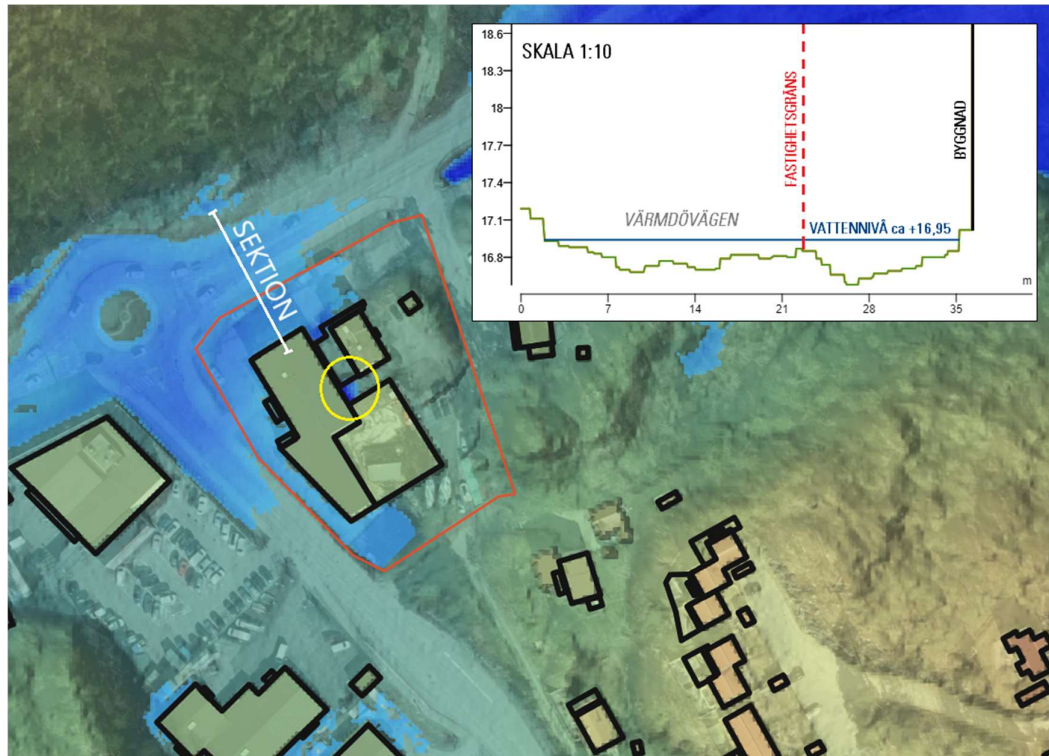 SKALA 1:10
18.6
18.3
18
17.7
17.4
17.1
16.8
FASTIGHETSGRÄNS
BYGGNAD
VÄRMDÖVÄGEN
VATTENNIVÅ ca +16,95
m
0
7
14
21
28
35
SEKTION